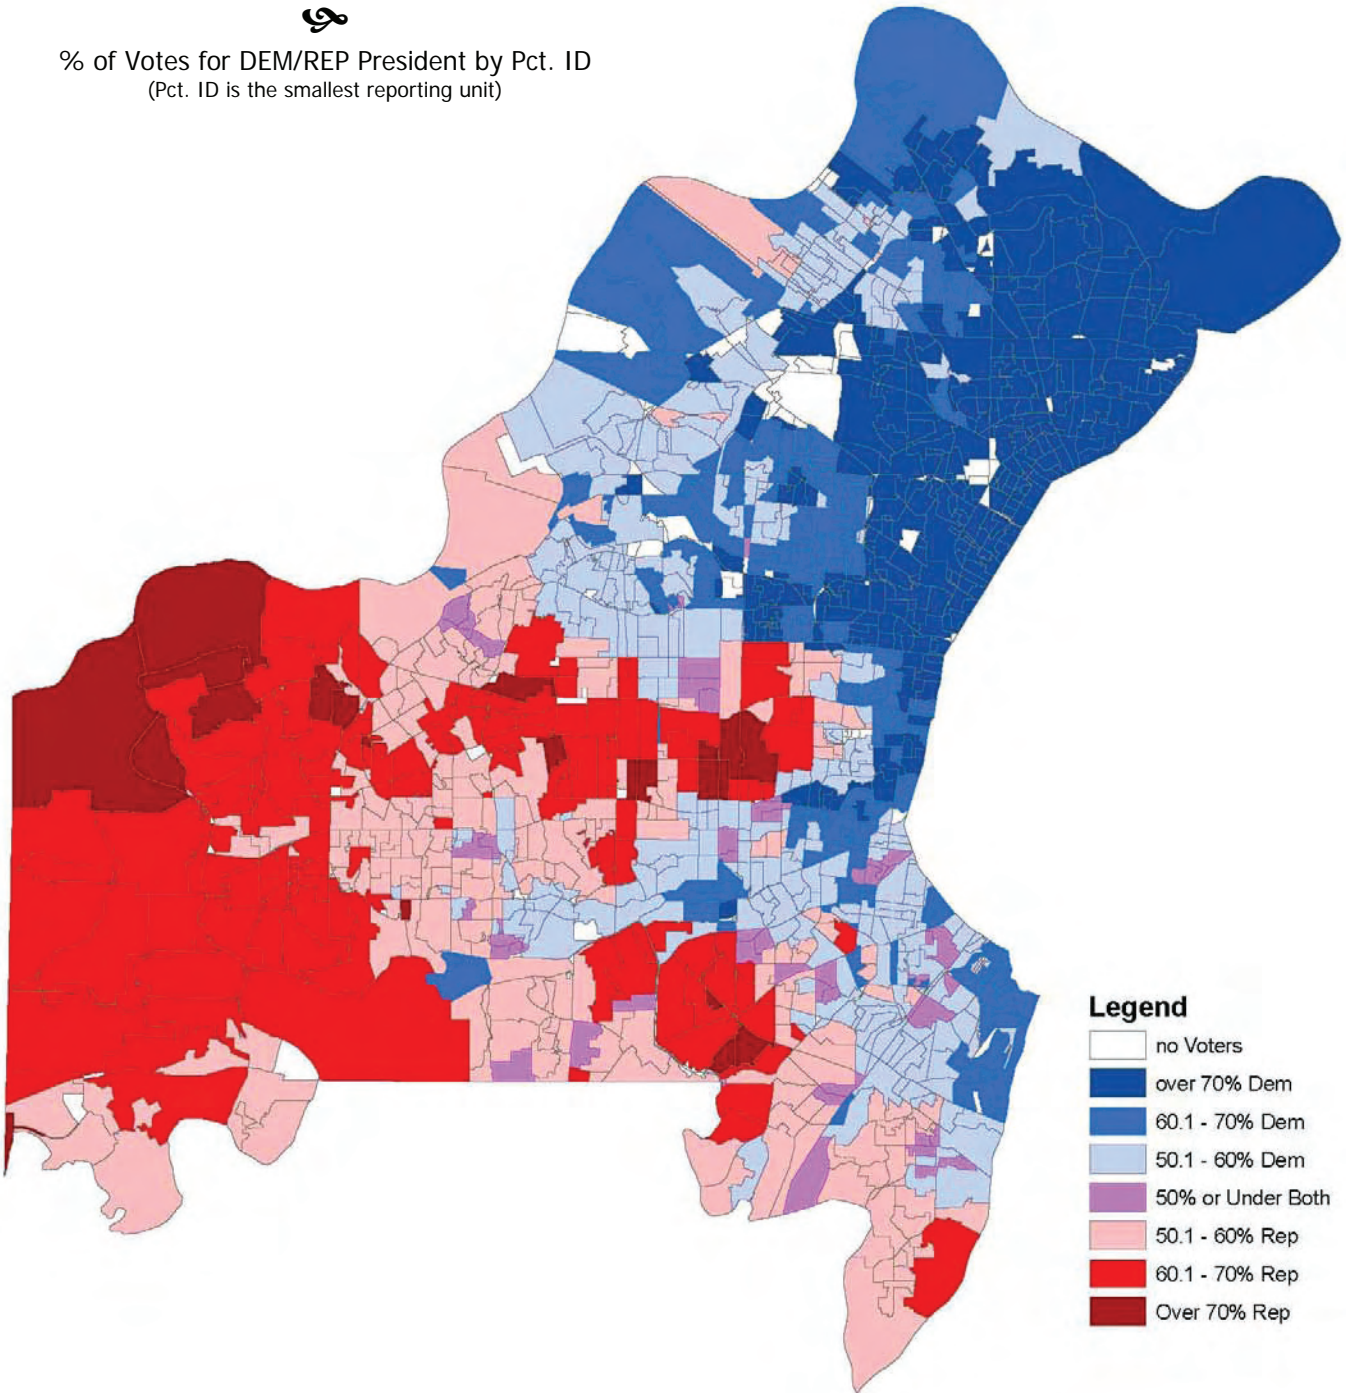 % of Votes for DEM/REP President by Pct. ID
(Pct. ID is the smallest reporting unit)
Legend
no Voters
over 70% Dem
60.1 - 70% Dem
50.1 - 60% Dem
50% or Under Both
50.1 - 60% Rep
60.1 - 70% Rep
Over 70% Rep